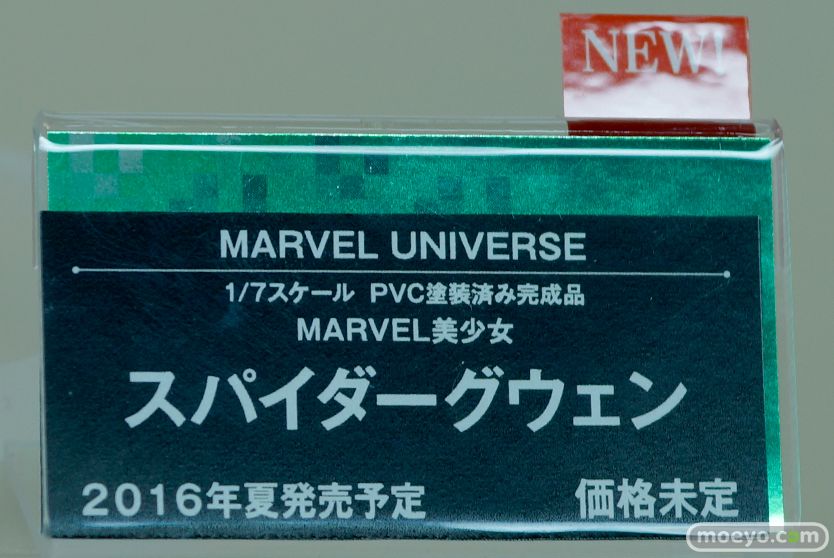 NEW!
MARVEL UNIVERSE
1/7スケール PVC塗装済み完成品
MARVEL美少女
スパイダーグウェン
2016年夏発売予定 価格未定
moeyo.com